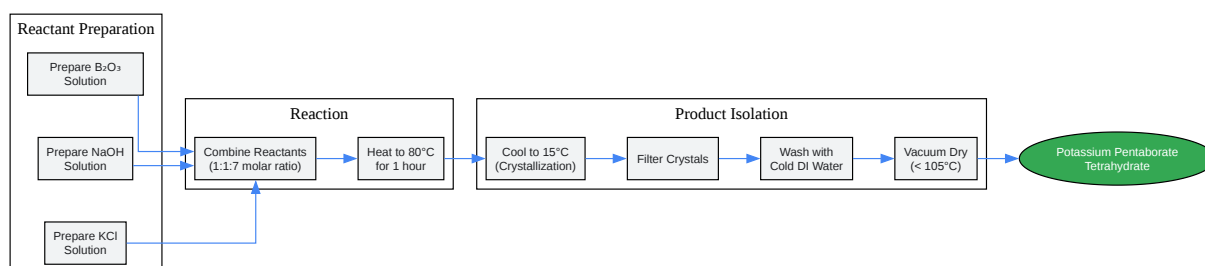 Reactant Preparation
Prepare B₂O₃
Solution
Prepare NaOH
Solution
Prepare KCl
Solution
Reaction
Combine Reactants
(1:1:7 molar ratio)
Heat to 80°C
for 1 hour
Product Isolation
Cool to 15°C
(Crystallization)
Filter Crystals
Wash with
Cold DI Water
Vacuum Dry
(< 105°C)
Potassium Pentaborate
Tetrahydrate